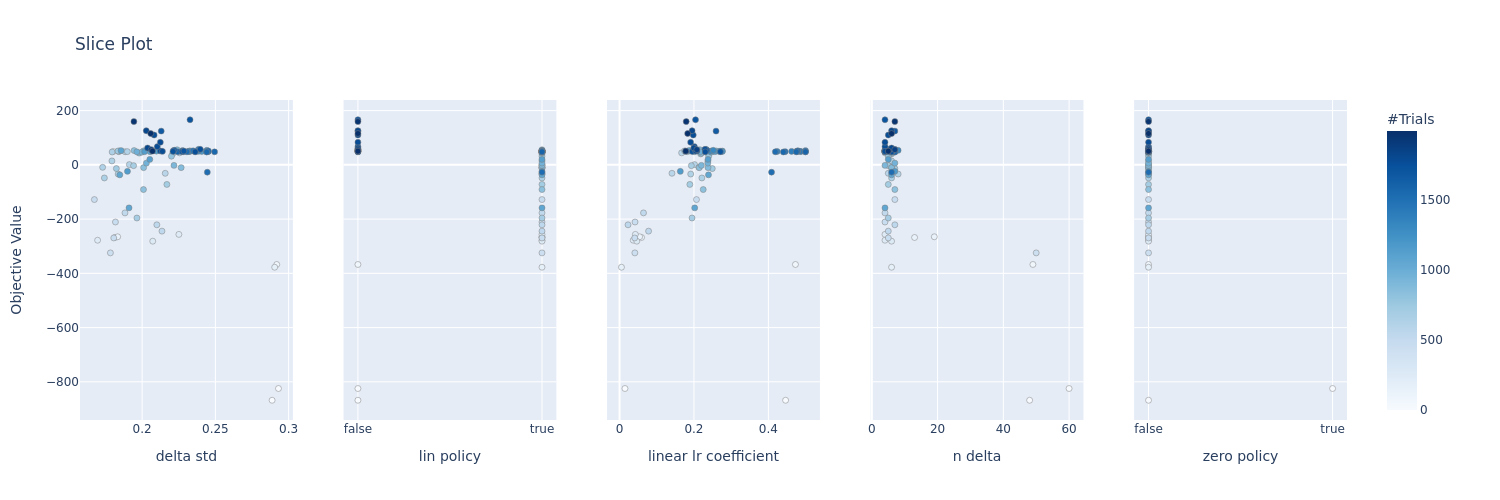 Slice Plot
Objective Value
200
0
−200
−400
−600
−800
0.2
0.25
0.3
delta std
false
true
lin policy
0
0.2
0.4
linear lr coefficient
0
20
40
60
n delta
false
true
zero policy
#Trials
1500
1000
500
0